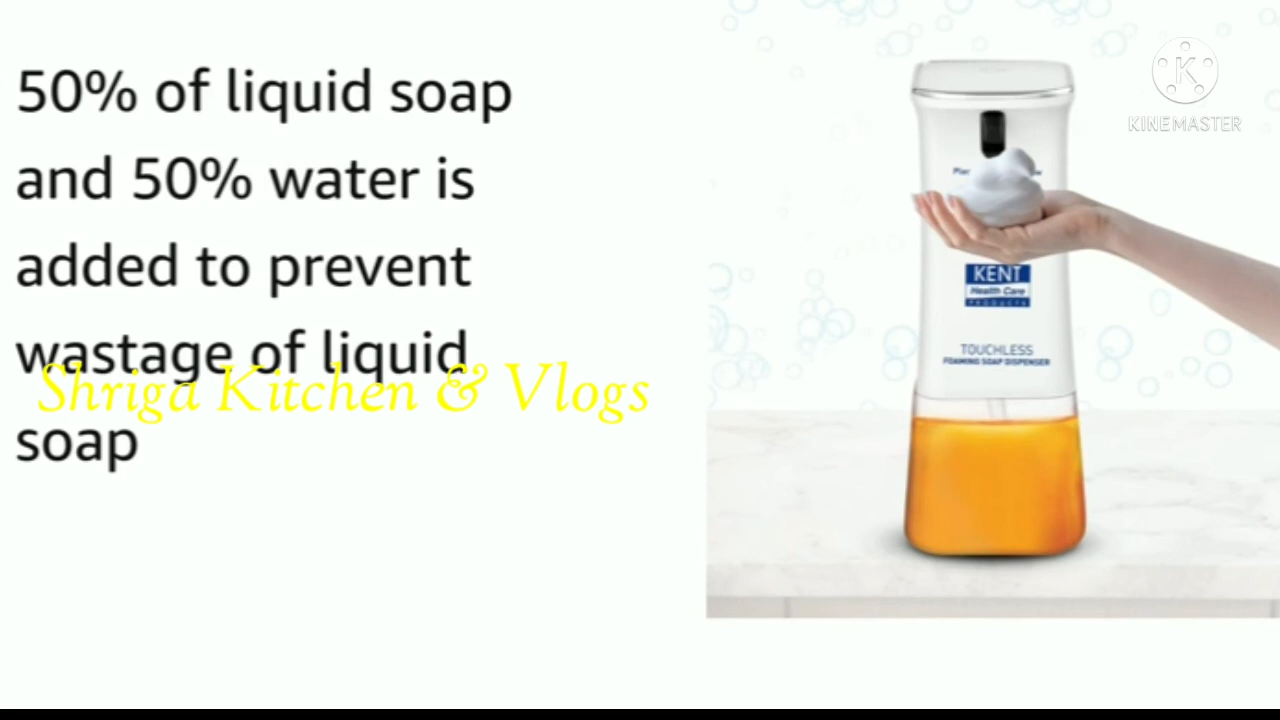 50% of liquid soap
and 50% water is
added to prevent
wastage of liquid
Shriga Kitchen & Vlogs
soap
K
KINEMASTER
KENT
Health Care
PRODUCTS
TOUCHLESS
FOAMING SOAP DISPENSER